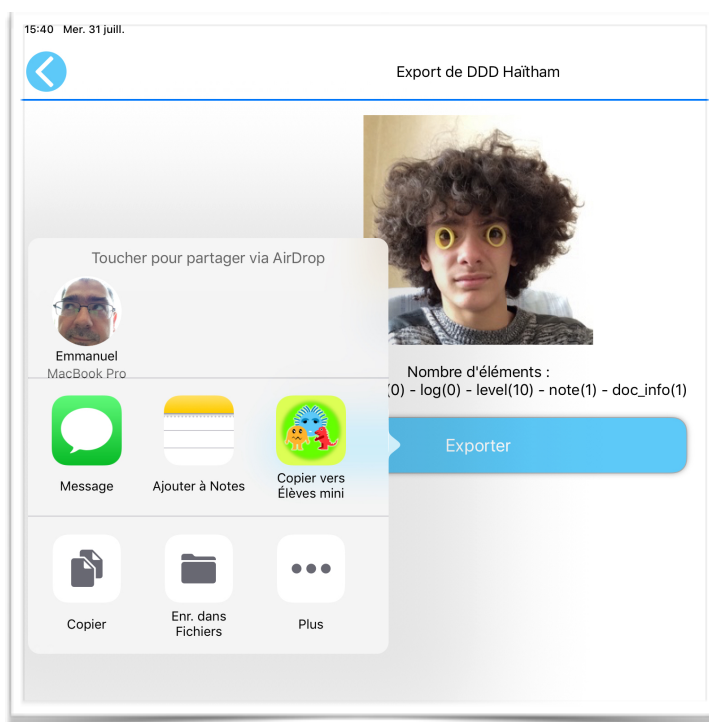 15:40 Mer. 31 juill.
Export de DDD Haïtham
Toucher pour partager via AirDrop
Emmanuel
MacBook Pro
Nombre d'éléments :
(0) - log(0) - level(10) - note(1) - doc_info(1)
Exporter
Message
Ajouter à Notes
Copier vers
Élèves mini
Copier
Enr. dans
Fichiers
Plus